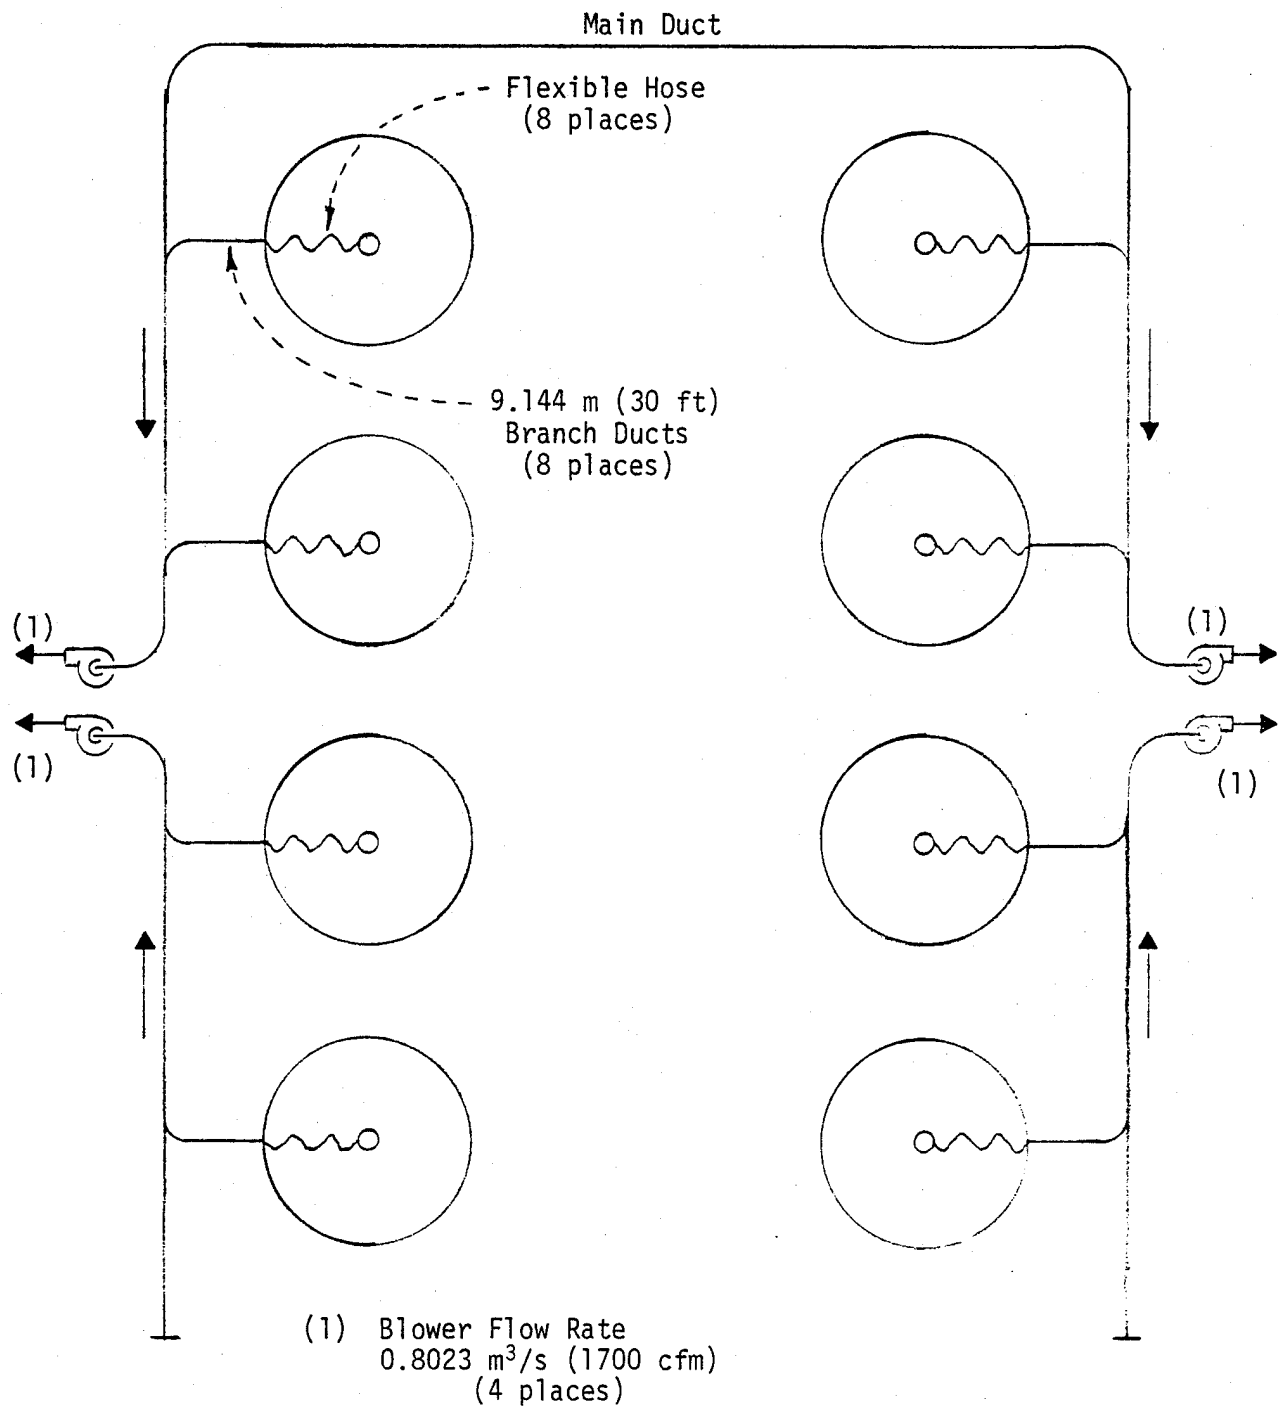 Main Duct
Flexible Hose
(8 places)
9.144 m (30 ft)
Branch Ducts
(8 places)
(1)
(1)
(1)
(1)
(1) Blower Flow Rate
0.8023 m³/s (1700 cfm)
(4 places)